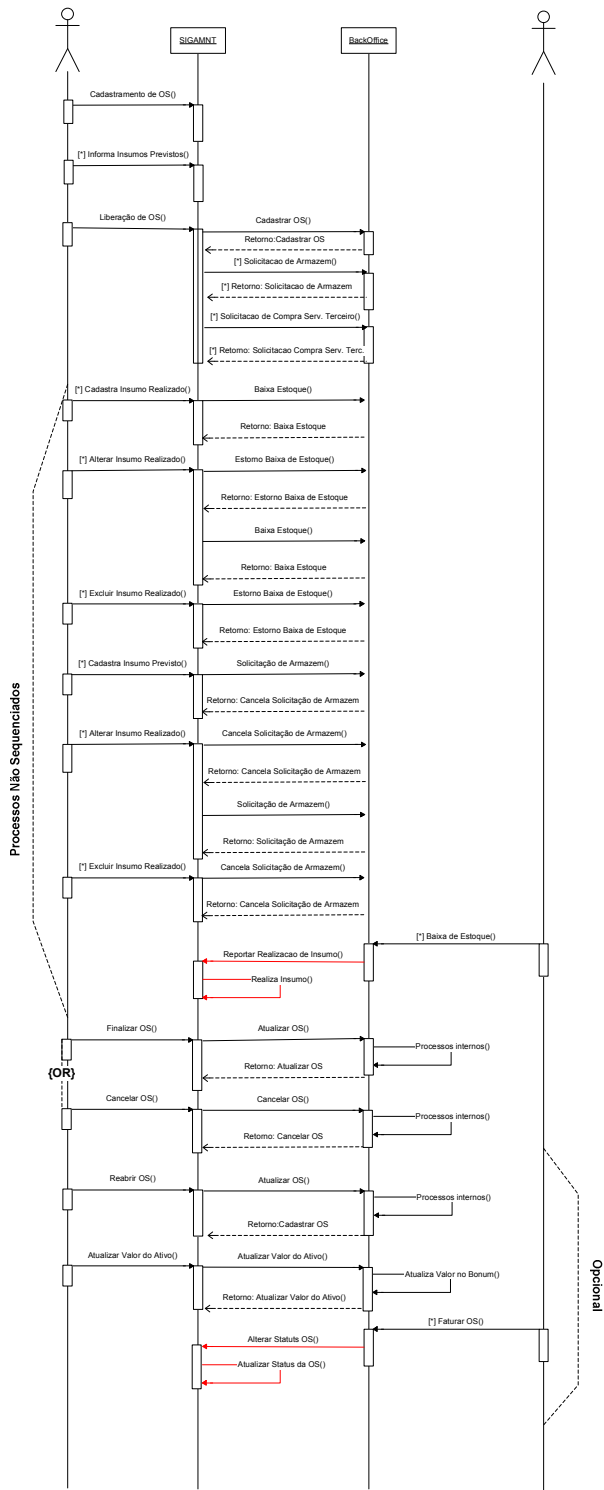 SIGAMNT
BackOffice
Cadastramento de OS()
[*] Informa Insumos Previstos()
Liberação de OS()
Cadastrar OS()
Retorno:Cadastrar OS
[*] Solicitacao de Armazem()
[*] Retorno: Solicitacao de Armazem
[*] Solicitacao de Compra Serv. Terceiro()
[*] Retorno: Solicitacao Compra Serv. Terc.
[*] Cadastra Insumo Realizado()
Baixa Estoque()
Retorno: Baixa Estoque
[*] Alterar Insumo Realizado()
Estorno Baixa de Estoque()
Retorno: Estorno Baixa de Estoque
Baixa Estoque()
Retorno: Baixa Estoque
[*] Excluir Insumo Realizado()
Estorno Baixa de Estoque()
Retorno: Estorno Baixa de Estoque
[*] Cadastra Insumo Previsto()
Solicitação de Armazem()
Retorno: Cancela Solicitação de Armazem
[*] Alterar Insumo Realizado()
Cancela Solicitação de Armazem()
Retorno: Cancela Solicitação de Armazem
Solicitação de Armazem()
Retorno: Solicitação de Armazem
[*] Excluir Insumo Realizado()
Cancela Solicitação de Armazem()
Retorno: Cancela Solicitação de Armazem
Processos Não Sequenciados
[*] Baixa de Estoque()
Reportar Realizacao de Insumo()
Realiza Insumo()
Finalizar OS()
Atualizar OS()
Processos internos()
Retorno: Atualizar OS
{OR}
Cancelar OS()
Cancelar OS()
Processos internos()
Retorno: Cancelar OS
Reabrir OS()
Atualizar OS()
Processos internos()
Retorno:Cadastrar OS
Atualizar Valor do Ativo()
Atualizar Valor do Ativo()
Atualiza Valor no Bonum()
Retorno: Atualizar Valor do Ativo()
Opcional
[*] Faturar OS()
Alterar Statuts OS()
Atualizar Status da OS()